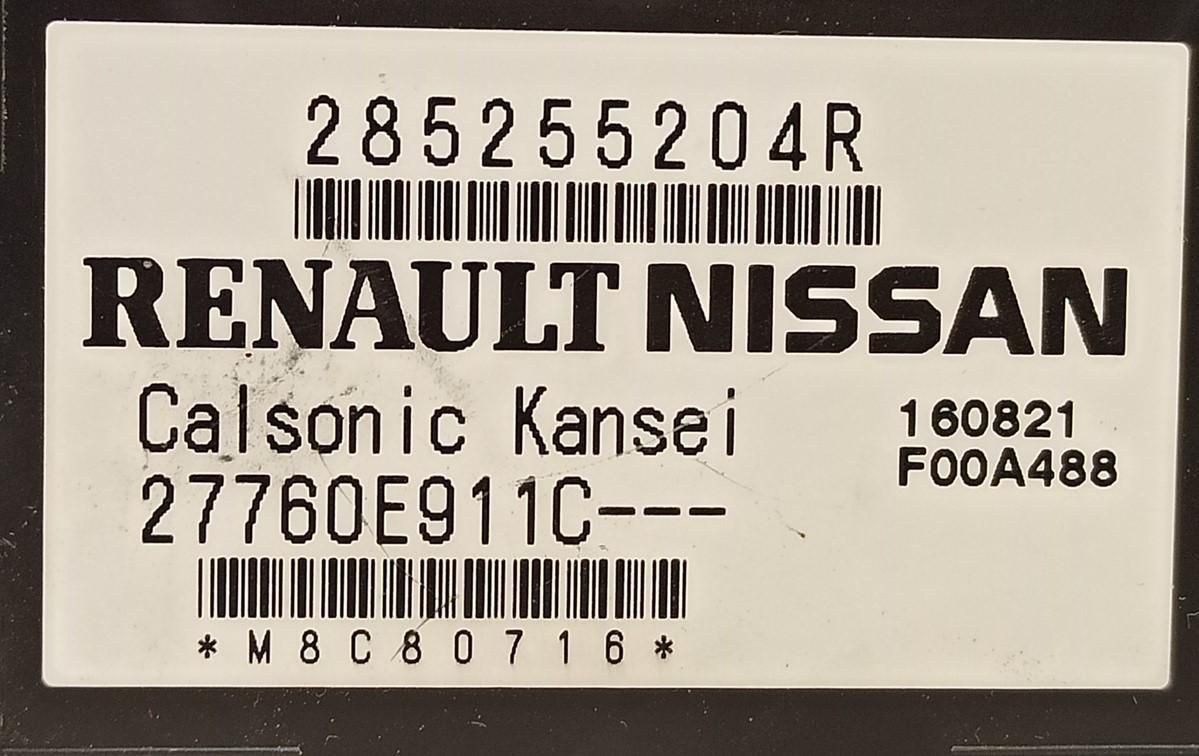 285255204R
RENAULT NISSAN
Calsonic Kansei
160821
27760E911C---
F00A488
*M8C80716*